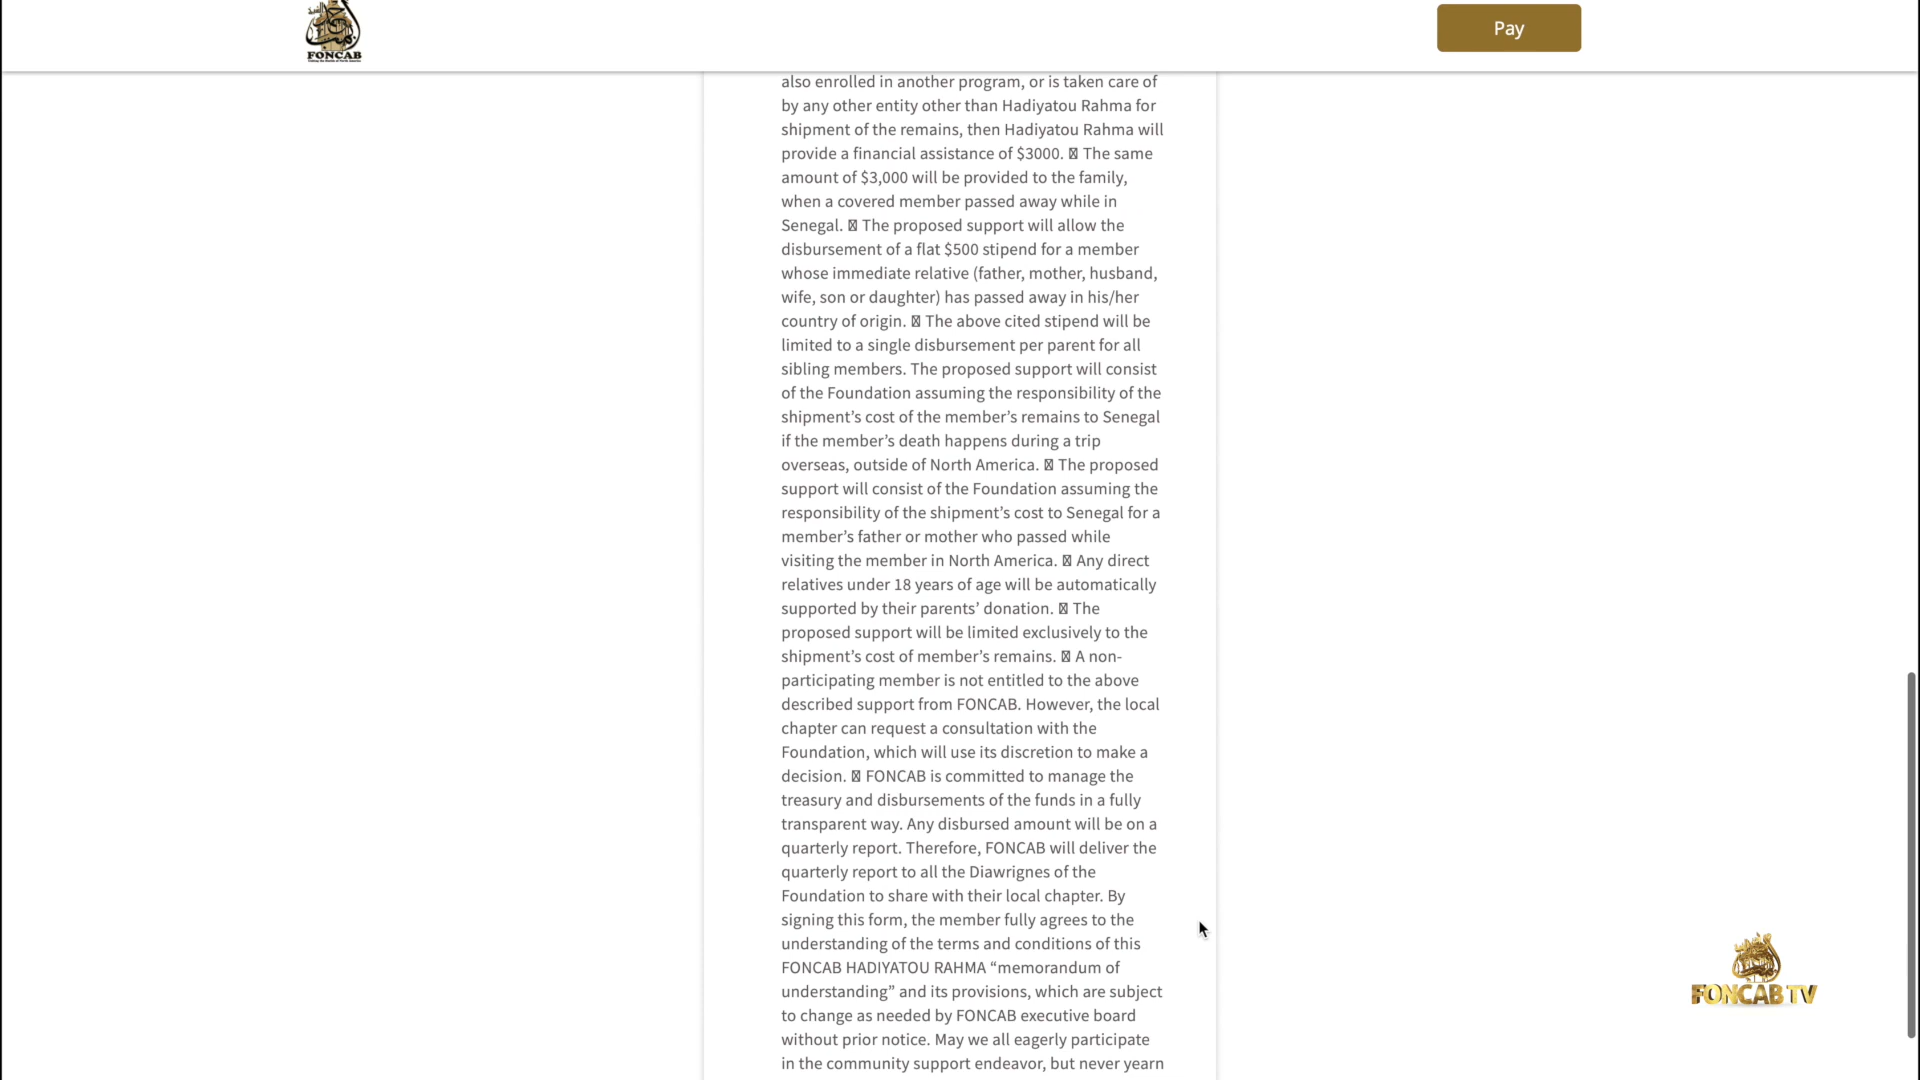 FONCAB
Pay
also enrolled in another program, or is taken care of
by any other entity other than Hadiyatou Rahma for
shipment of the remains, then Hadiyatou Rahma will
provide a financial assistance of $3000. The same
amount of $3,000 will be provided to the family,
when a covered member passed away while in
Senegal. The proposed support will allow the
disbursement of a flat $500 stipend for a member
whose immediate relative (father, mother, husband,
wife, son or daughter) has passed away in his/her
country of origin. The above cited stipend will be
limited to a single disbursement per parent for all
sibling members. The proposed support will consist
of the Foundation assuming the responsibility of the
shipment’s cost of the member’s remains to Senegal
if the member’s death happens during a trip
overseas, outside of North America. The proposed
support will consist of the Foundation assuming the
responsibility of the shipment’s cost to Senegal for a
member’s father or mother who passed while
visiting the member in North America. Any direct
relatives under 18 years of age will be automatically
supported by their parents’ donation. The
proposed support will be limited exclusively to the
shipment’s cost of member’s remains. A non-
participating member is not entitled to the above
described support from FONCAB. However, the local
chapter can request a consultation with the
Foundation, which will use its discretion to make a
decision. FONCAB is committed to manage the
treasury and disbursements of the funds in a fully
transparent way. Any disbursed amount will be on a
quarterly report. Therefore, FONCAB will deliver the
quarterly report to all the Diawrignes of the
Foundation to share with their local chapter. By
signing this form, the member fully agrees to the
understanding of the terms and conditions of this
FONCAB HADIYATOU RAHMA “memorandum of
understanding” and its provisions, which are subject
to change as needed by FONCAB executive board
without prior notice. May we all eagerly participate
in the community support endeavor, but never yearn
FONCAB TV